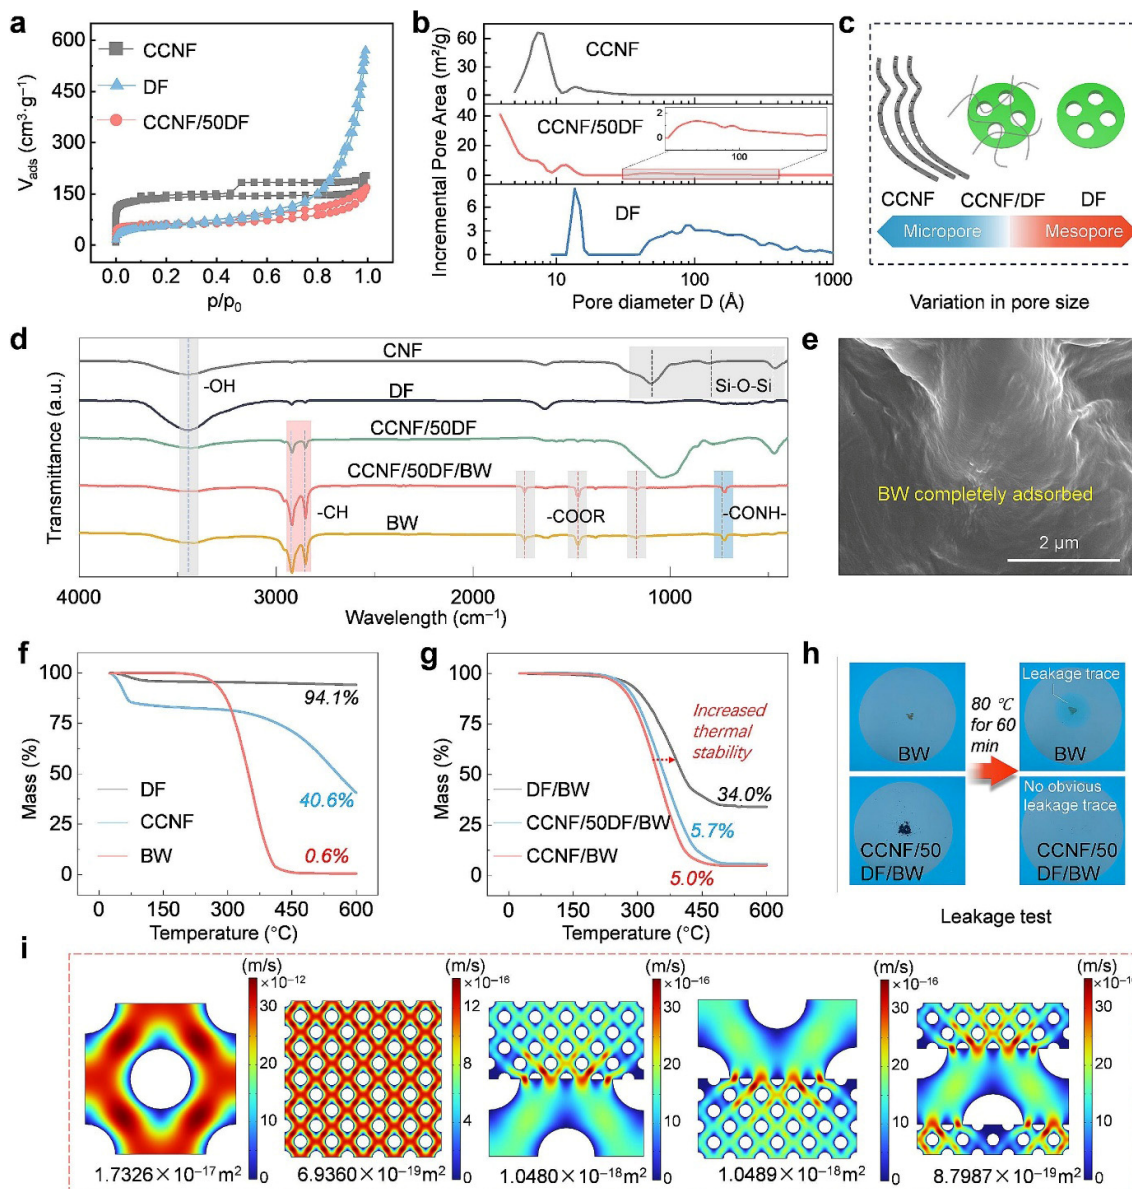 a
600
450
300
150
0
V_ads (cm³·g⁻¹)
CCNF
DF
CCNF/50DF
0.0 0.2 0.4 0.6 0.8 1.0
p/p₀
b
Incremental Pore Area (m²/g)
60
40
20
0
CCNF
40
20
0
CCNF/50DF
2
1
0
100
6
4
2
0
DF
10 100 1000
Pore diameter D (Å)
c
CCNF CCNF/DF DF
Micropore Mesopore
Variation in pore size
d
Transmittance (a.u.)
CNF
-OH
Si-O-Si
DF
CCNF/50DF
CCNF/50DF/BW
-CH
-COOR
-CONH-
BW
4000 3000 2000 1000
Wavelength (cm⁻¹)
e
BW completely adsorbed
2 μm
f
Mass (%)
100
75
50
25
0
94.1%
40.6%
0.6%
DF
CCNF
BW
0 150 300 450 600
Temperature (°C)
g
Mass (%)
100
75
50
25
0
Increased
thermal
stability
34.0%
5.7%
5.0%
DF/BW
CCNF/50DF/BW
CCNF/BW
0 150 300 450 600
Temperature (°C)
h
BW
80 °C
for 60
min
Leakage trace
BW
CCNF/50
DF/BW
No obvious
leakage trace
CCNF/50
DF/BW
Leakage test
i
(m/s)
×10⁻¹²
30
20
10
0
1.7326×10⁻¹⁷m²
(m/s)
×10⁻¹⁶
12
8
4
0
6.9360×10⁻¹⁹m²
(m/s)
×10⁻¹⁶
30
20
10
0
1.0480×10⁻¹⁸m²
(m/s)
×10⁻¹⁶
30
20
10
0
1.0489×10⁻¹⁸m²
(m/s)
30
20
10
0
8.7987×10⁻¹⁹m²